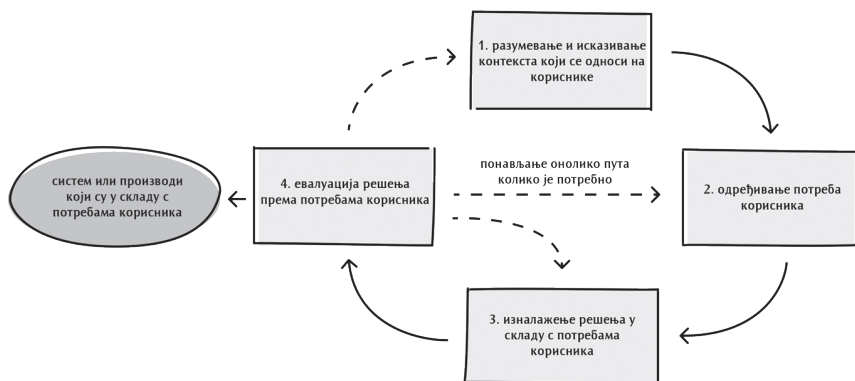 1. разумевање и исказивање
контекста који се односи на
кориснике
понављање онолико пута
колико је потребно
систем или производи
који су у складу с
потребама корисника
4. евалуација решења
према потребама корисника
2. одређивање потреба
корисника
3. изналажење решења у
складу с потребама
корисника